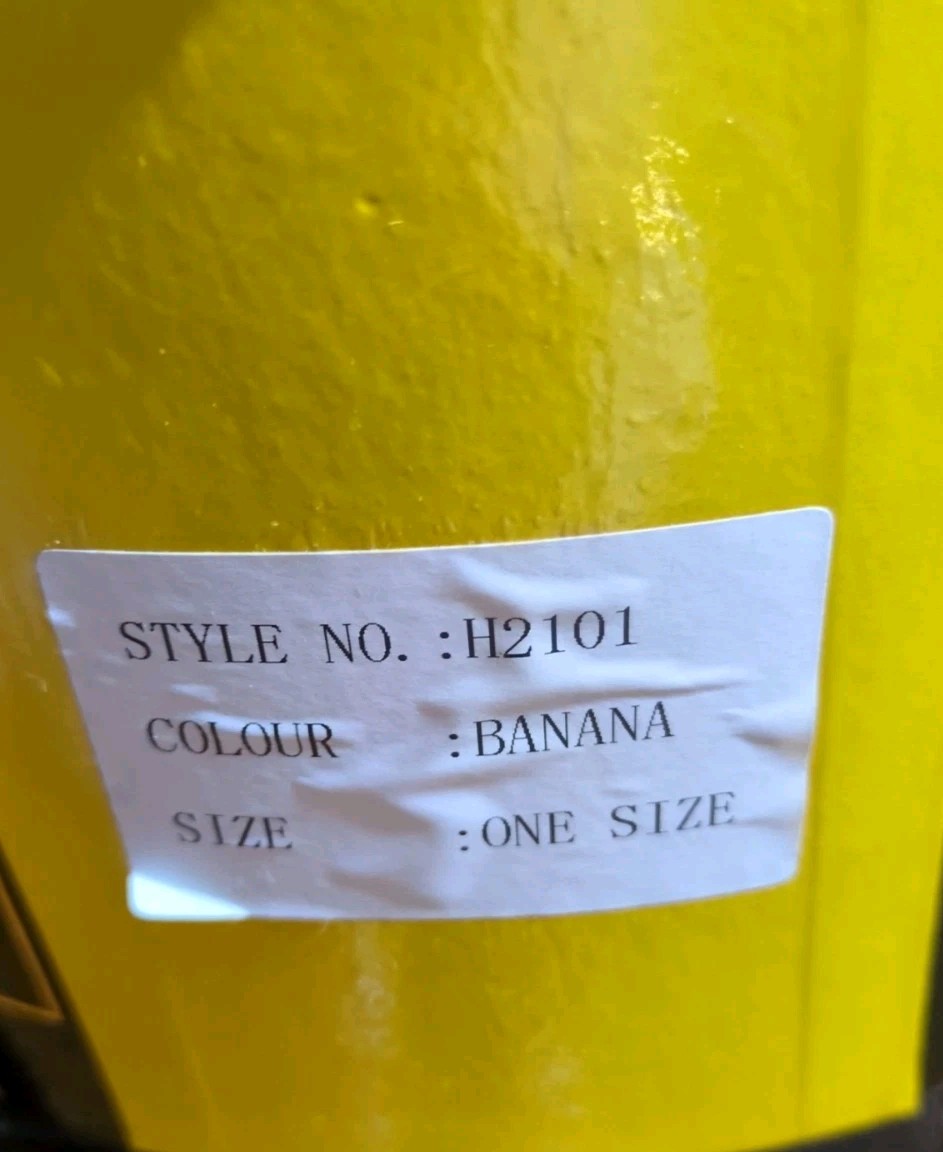 STYLE NO. :H2101
COLOUR :BANANA
SIZE :ONE SIZE